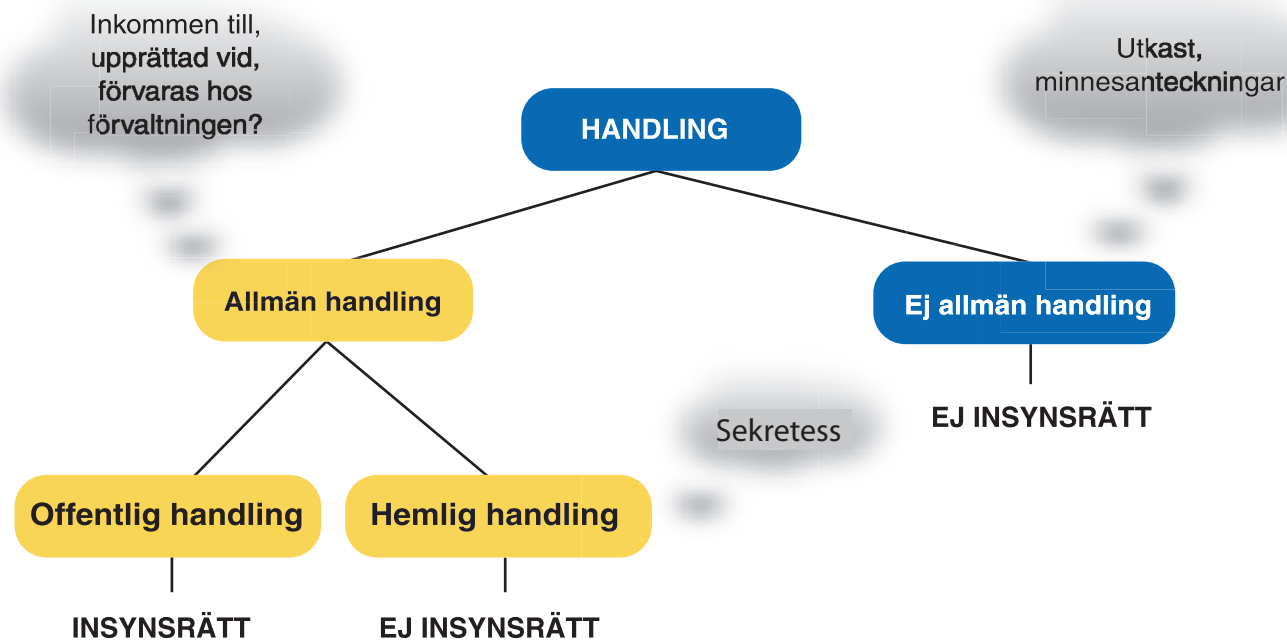 Inkommen till,
upprättad vid,
förvaras hos
förvaltningen?
Utkast,
minnesanteckningar
HANDLING
Allmän handling
Ej allmän handling
EJ INSYNSRÄTT
Sekretess
Offentlig handling
Hemlig handling
INSYNSRÄTT
EJ INSYNSRÄTT